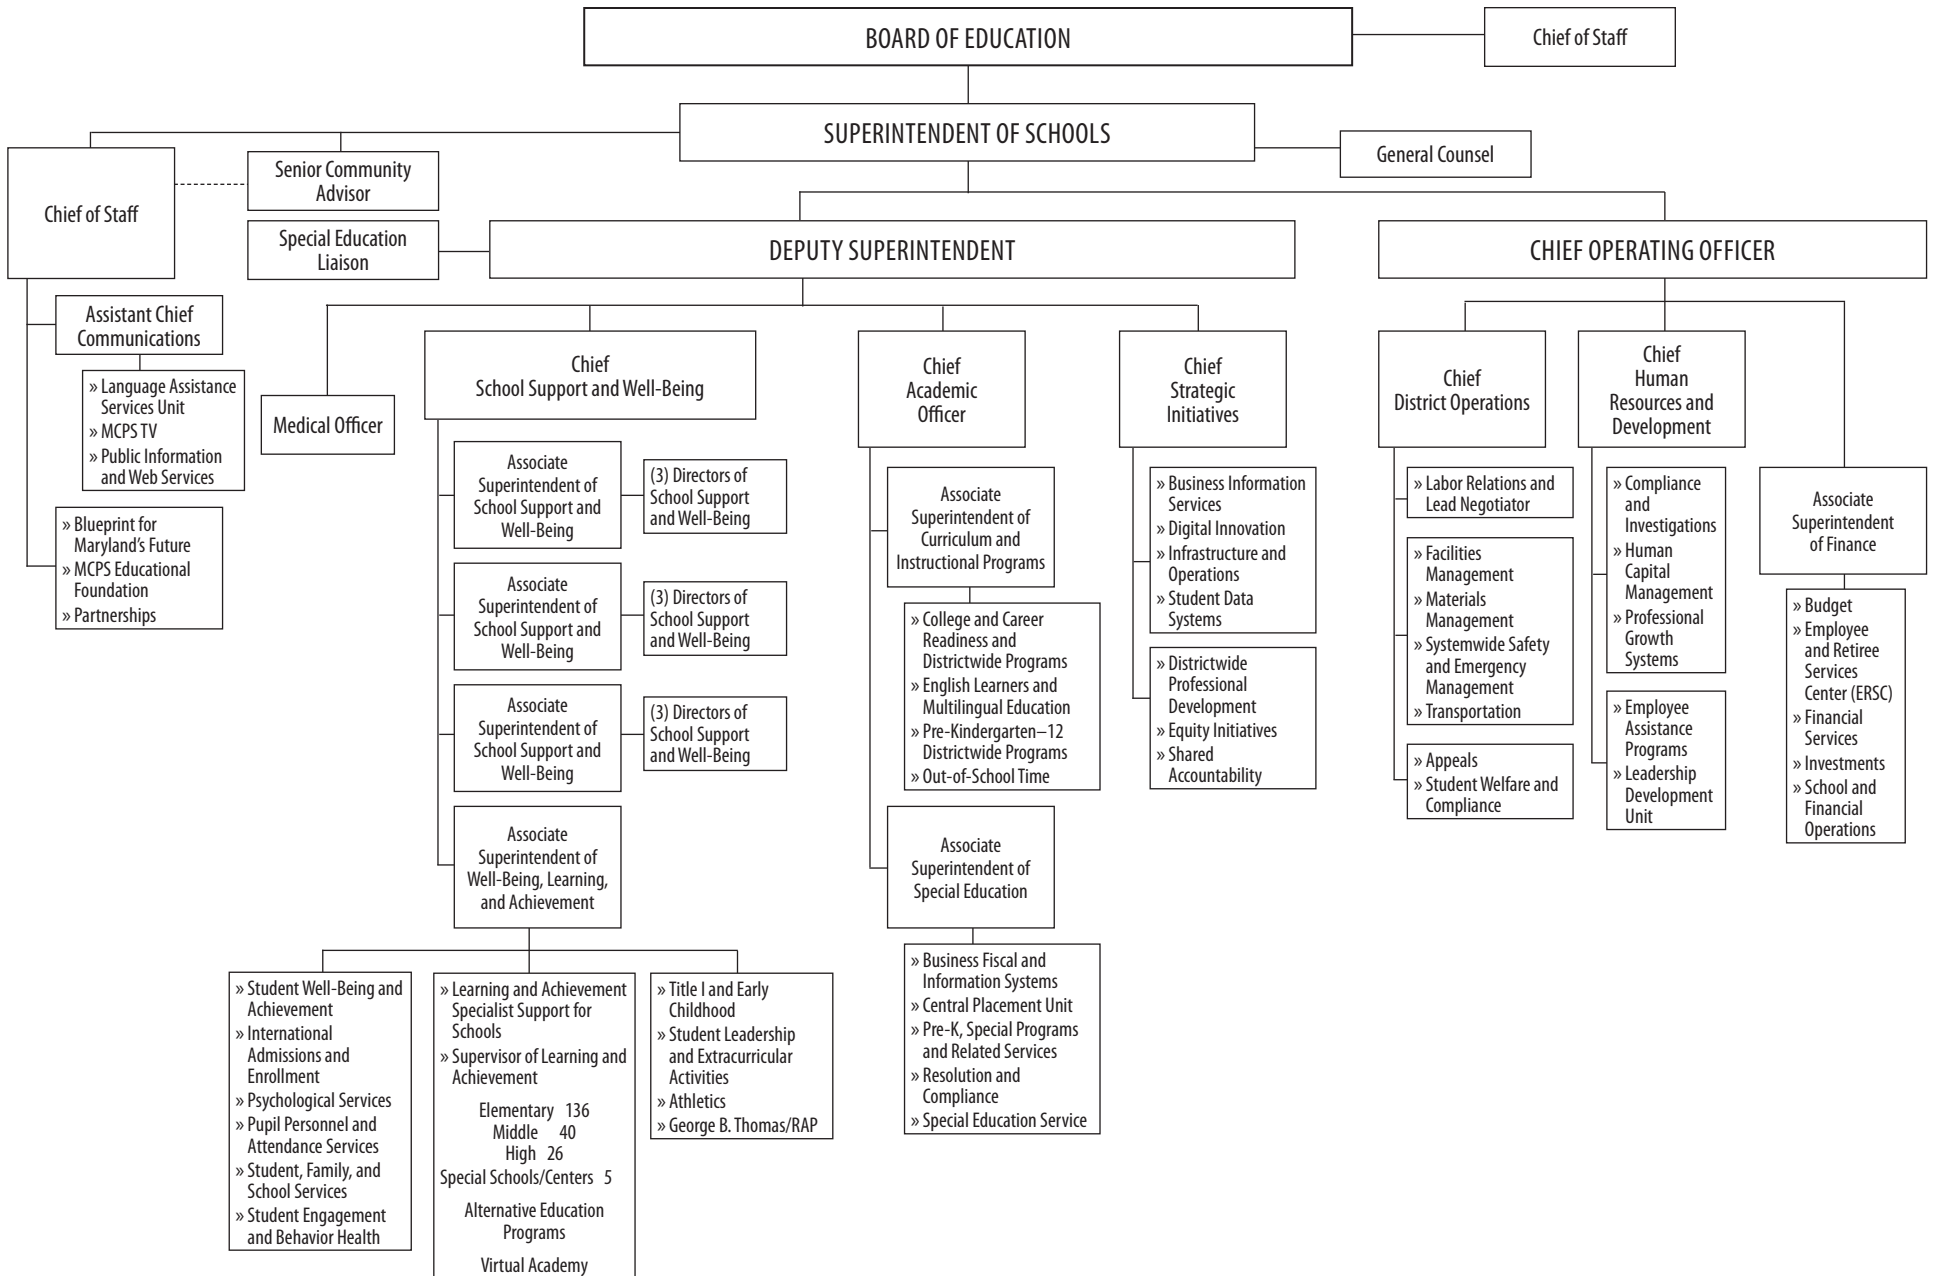 BOARD OF EDUCATION
Chief of Staff
SUPERINTENDENT OF SCHOOLS
General Counsel
Chief of Staff
Senior Community
Advisor
Special Education
Liaison
DEPUTY SUPERINTENDENT
CHIEF OPERATING OFFICER
Assistant Chief
Communications
» Language Assistance
Services Unit
» MCPS TV
» Public Information
and Web Services
» Blueprint for
Maryland's Future
» MCPS Educational
Foundation
» Partnerships
Medical Officer
Chief
School Support and Well-Being
Associate
Superintendent of
School Support and
Well-Being
(3) Directors of
School Support
and Well-Being
Associate
Superintendent of
School Support and
Well-Being
(3) Directors of
School Support
and Well-Being
Associate
Superintendent of
School Support and
Well-Being
(3) Directors of
School Support
and Well-Being
Associate
Superintendent of
Well-Being, Learning,
and Achievement
» Student Well-Being and
Achievement
» International
Admissions and
Enrollment
» Psychological Services
» Pupil Personnel and
Attendance Services
» Student, Family, and
School Services
» Student Engagement
and Behavior Health
» Learning and Achievement
Specialist Support for
Schools
» Supervisor of Learning and
Achievement
Elementary 136
Middle 40
High 26
Special Schools/Centers 5
Alternative Education
Programs
Virtual Academy
» Title I and Early
Childhood
» Student Leadership
and Extracurricular
Activities
» Athletics
» George B. Thomas/RAP
Chief
Academic
Officer
Associate
Superintendent of
Curriculum and
Instructional Programs
» College and Career
Readiness and
Districtwide Programs
» English Learners and
Multilingual Education
» Pre-Kindergarten–12
Districtwide Programs
» Out-of-School Time
Associate
Superintendent of
Special Education
» Business Fiscal and
Information Systems
» Central Placement Unit
» Pre-K, Special Programs
and Related Services
» Resolution and
Compliance
» Special Education Service
Chief
Strategic
Initiatives
» Business Information
Services
» Digital Innovation
» Infrastructure and
Operations
» Student Data
Systems
» Districtwide
Professional
Development
» Equity Initiatives
» Shared
Accountability
Chief
District Operations
» Labor Relations and
Lead Negotiator
» Facilities
Management
» Materials
Management
» Systemwide Safety
and Emergency
Management
» Transportation
» Appeals
» Student Welfare and
Compliance
Chief
Human
Resources and
Development
» Compliance
and
Investigations
» Human
Capital
Management
» Professional
Growth
Systems
» Employee
Assistance
Programs
» Leadership
Development
Unit
Associate
Superintendent
of Finance
» Budget
» Employee
and Retiree
Services
Center (ERSC)
» Financial
Services
» Investments
» School and
Financial
Operations